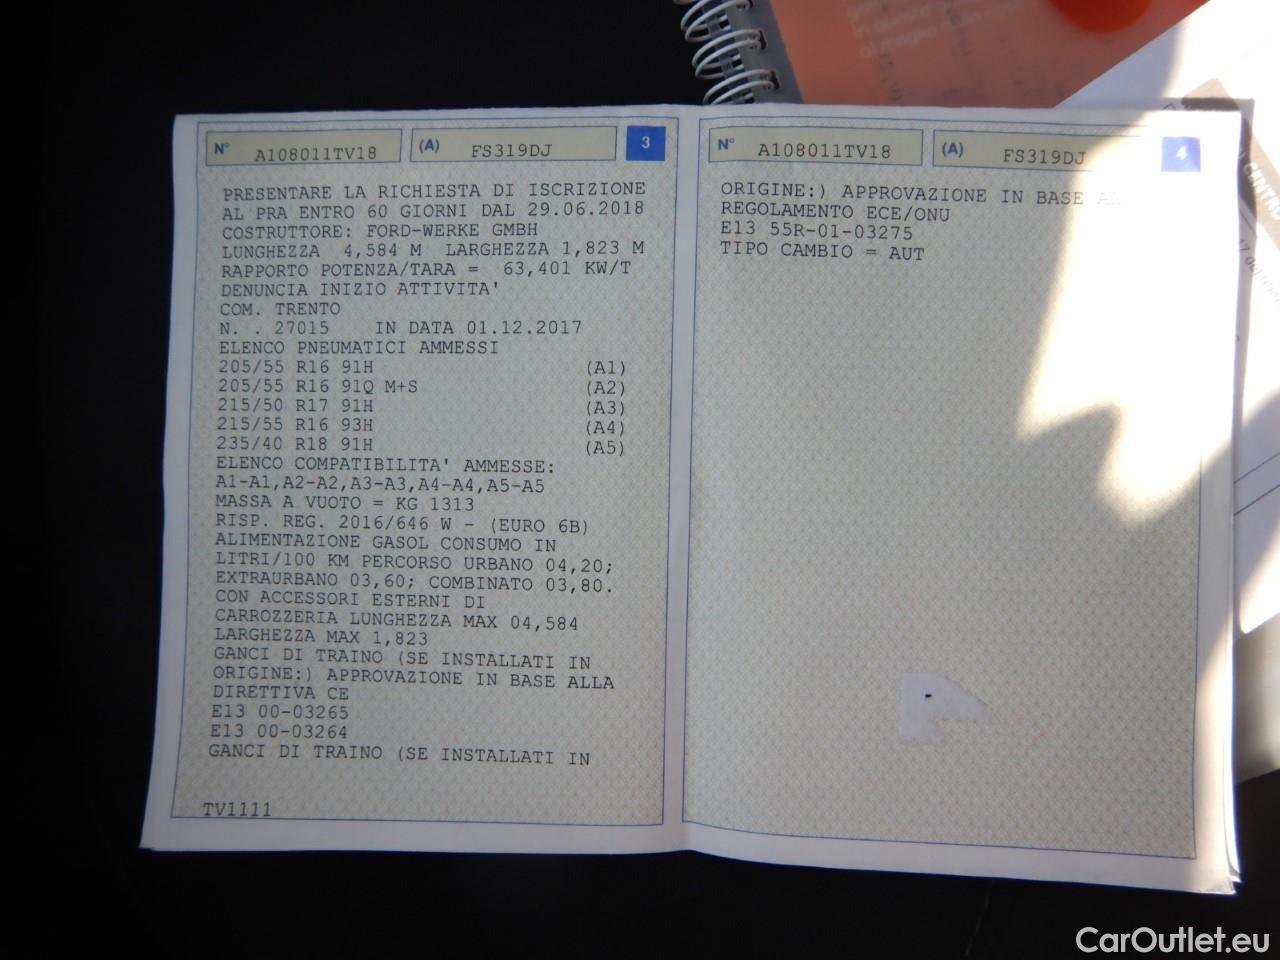 N° A108011TV18 (A) FS319DJ 3
PRESENTARE LA RICHIESTA DI ISCRIZIONE
AL PRA ENTRO 60 GIORNI DAL 29.06.2018
COSTRUTTORE: FORD-WERKE GMBH
LUNGHEZZA 4,584 M LARGHEZZA 1,823 M
RAPPORTO POTENZA/TARA = 63,401 KW/T
DENUNCIA INIZIO ATTIVITA'
COM. TRENTO
N. . 27015 IN DATA 01.12.2017
ELENCO PNEUMATICI AMMESSI
205/55 R16 91H (A1)
205/55 R16 91Q M+S (A2)
215/50 R17 91H (A3)
215/55 R16 93H (A4)
235/40 R18 91H (A5)
ELENCO COMPATIBILITA' AMMESSE:
A1-A1,A2-A2,A3-A3,A4-A4,A5-A5
MASSA A VUOTO = KG 1313
RISP. REG. 2016/646 W - (EURO 6B)
ALIMENTAZIONE GASOL CONSUMO IN
LITRI/100 KM PERCORSO URBANO 04,20;
EXTRAURBANO 03,60; COMBINATO 03,80.
CON ACCESSORI ESTERNI DI
CARROZZERIA LUNGHEZZA MAX 04,584
LARGHEZZA MAX 1,823
GANCI DI TRAINO (SE INSTALLATI IN
ORIGINE:) APPROVAZIONE IN BASE ALLA
DIRETTIVA CE
E13 00-03265
E13 00-03264
GANCI DI TRAINO (SE INSTALLATI IN
TV1111
N° A108011TV18 (A) FS319DJ 4
ORIGINE:) APPROVAZIONE IN BASE AL
REGOLAMENTO ECE/ONU
E13 55R-01-03275
TIPO CAMBIO = AUT
CarOutlet.eu